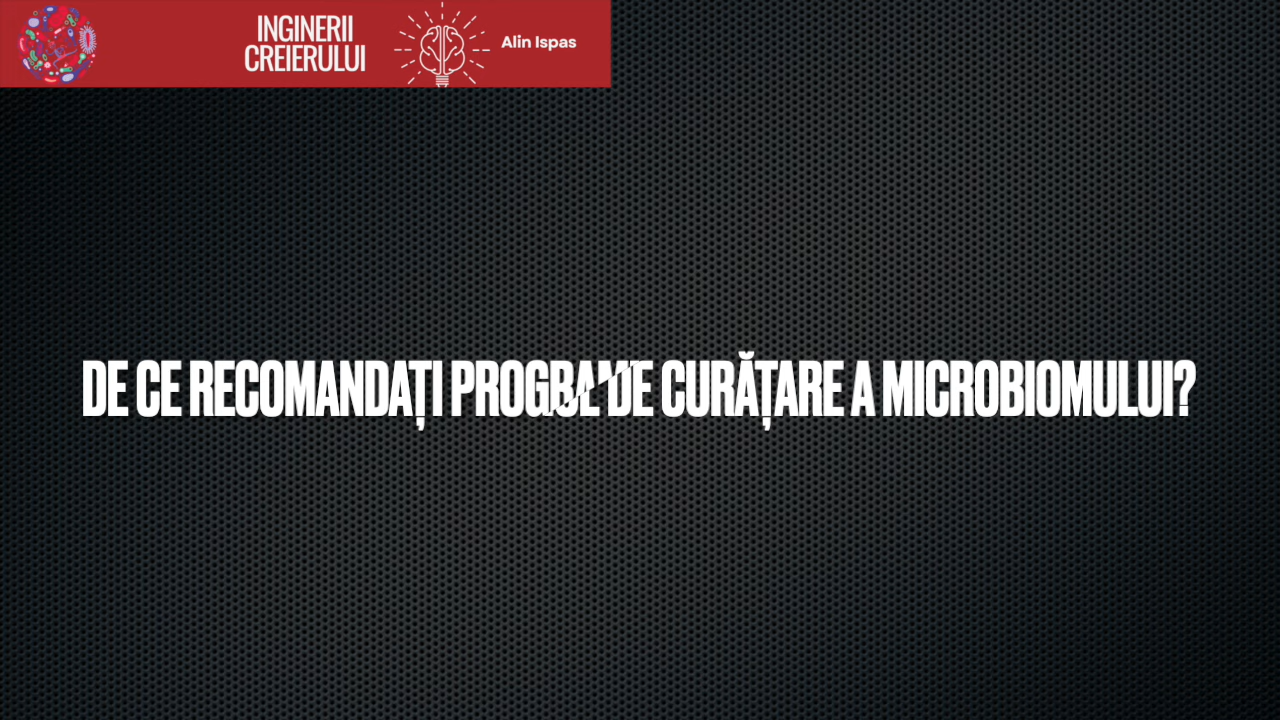 INGINERII
CREIERULUI
Alin Ispas
DE CE RECOMANDAȚI DE CURĂȚARE A MICROBIOMULUI?